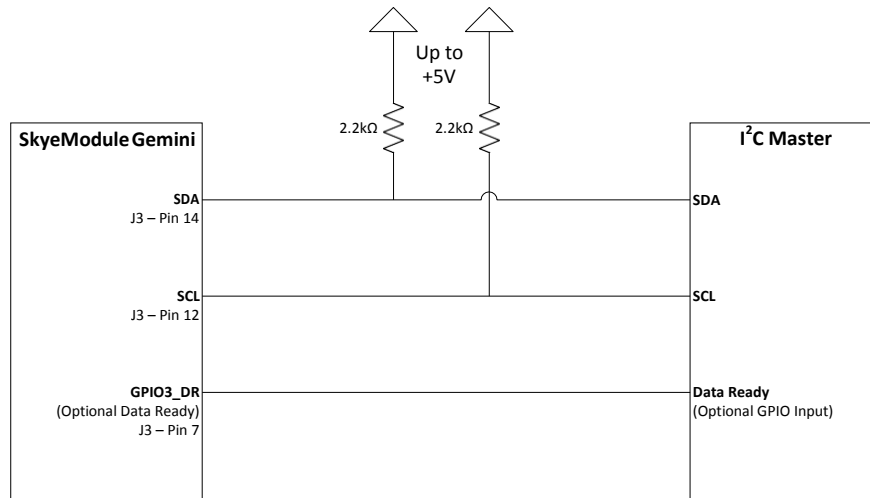 Up to
+5V
2.2kΩ
2.2kΩ
SkyeModule Gemini
I²C Master
SDA
J3 – Pin 14
SDA
SCL
J3 – Pin 12
SCL
GPIO3_DR
(Optional Data Ready)
J3 – Pin 7
Data Ready
(Optional GPIO Input)